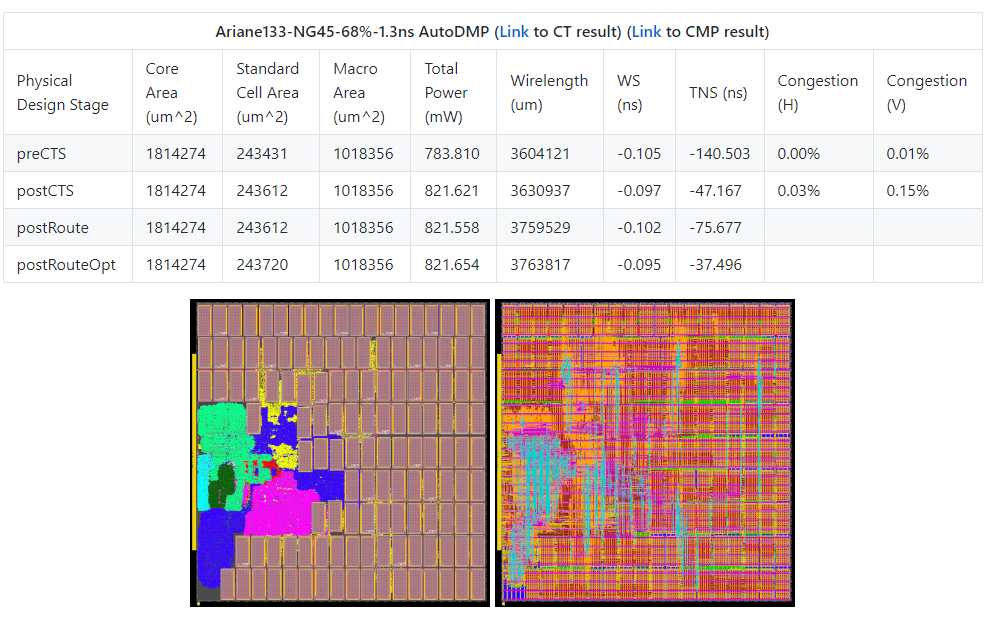 Ariane133-NG45-68%-1.3ns AutoDMP (Link to CT result) (Link to CMP result)
Physical Design Stage Core Area (um^2) Standard Cell Area (um^2) Macro Area (um^2) Total Power (mW) Wirelength (um) WS (ns) TNS (ns) Congestion (H) Congestion (V)
preCTS 1814274 243431 1018356 783.810 3604121 -0.105 -140.503 0.00% 0.01%
postCTS 1814274 243612 1018356 821.621 3630937 -0.097 -47.167 0.03% 0.15%
postRoute 1814274 243612 1018356 821.558 3759529 -0.102 -75.677
postRouteOpt 1814274 243720 1018356 821.654 3763817 -0.095 -37.496